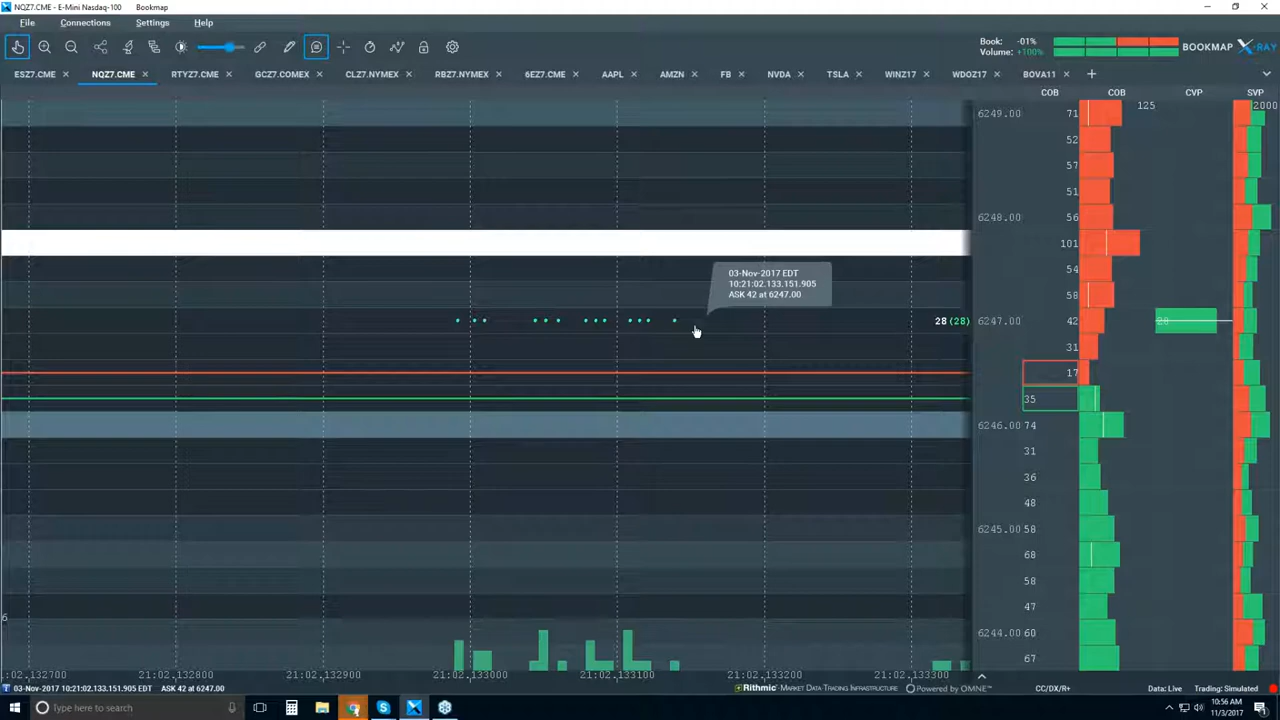 NQZ7.CME - E-Mini Nasdaq-100 Bookmap
File Connections Settings Help
Book: -01%
Volume: +100%
BOOKMAP X-RAY
ESZ7.CME × NQZ7.CME × RTYZ7.CME × GCZ7.COMEX × CLZ7.NYMEX × RBZ7.NYMEX × 6EZ7.CME × AAPL × AMZN × FB × NVDA × TSLA × WINZ17 × WDOZ17 × BOVA11 × +
COB COB CVP SVP
125 2000
6249.00 71
52
57
51
6248.00 56
101
54
58
03-Nov-2017 EDT
10:21:02.133.151.905
ASK 42 at 6247.00
28 (28) 6247.00 42 28
31
17
35
6246.00 74
31
36
48
6245.00 58
68
58
47
6
6244.00 60
67
:02.132700 21:02.132800 21:02.132900 21:02.133000 21:02.133100 21:02.133200 21:02.133300
03-Nov-2017 10:21:02.133.151.905 EDT ASK 42 at 6247.00
Rithmic-Market Data-Trading Infrastructure Powered by OMNE™ CC/DX/R+ Data: Live Trading: Simulated
Type here to search
10:56 AM
11/3/2017
1